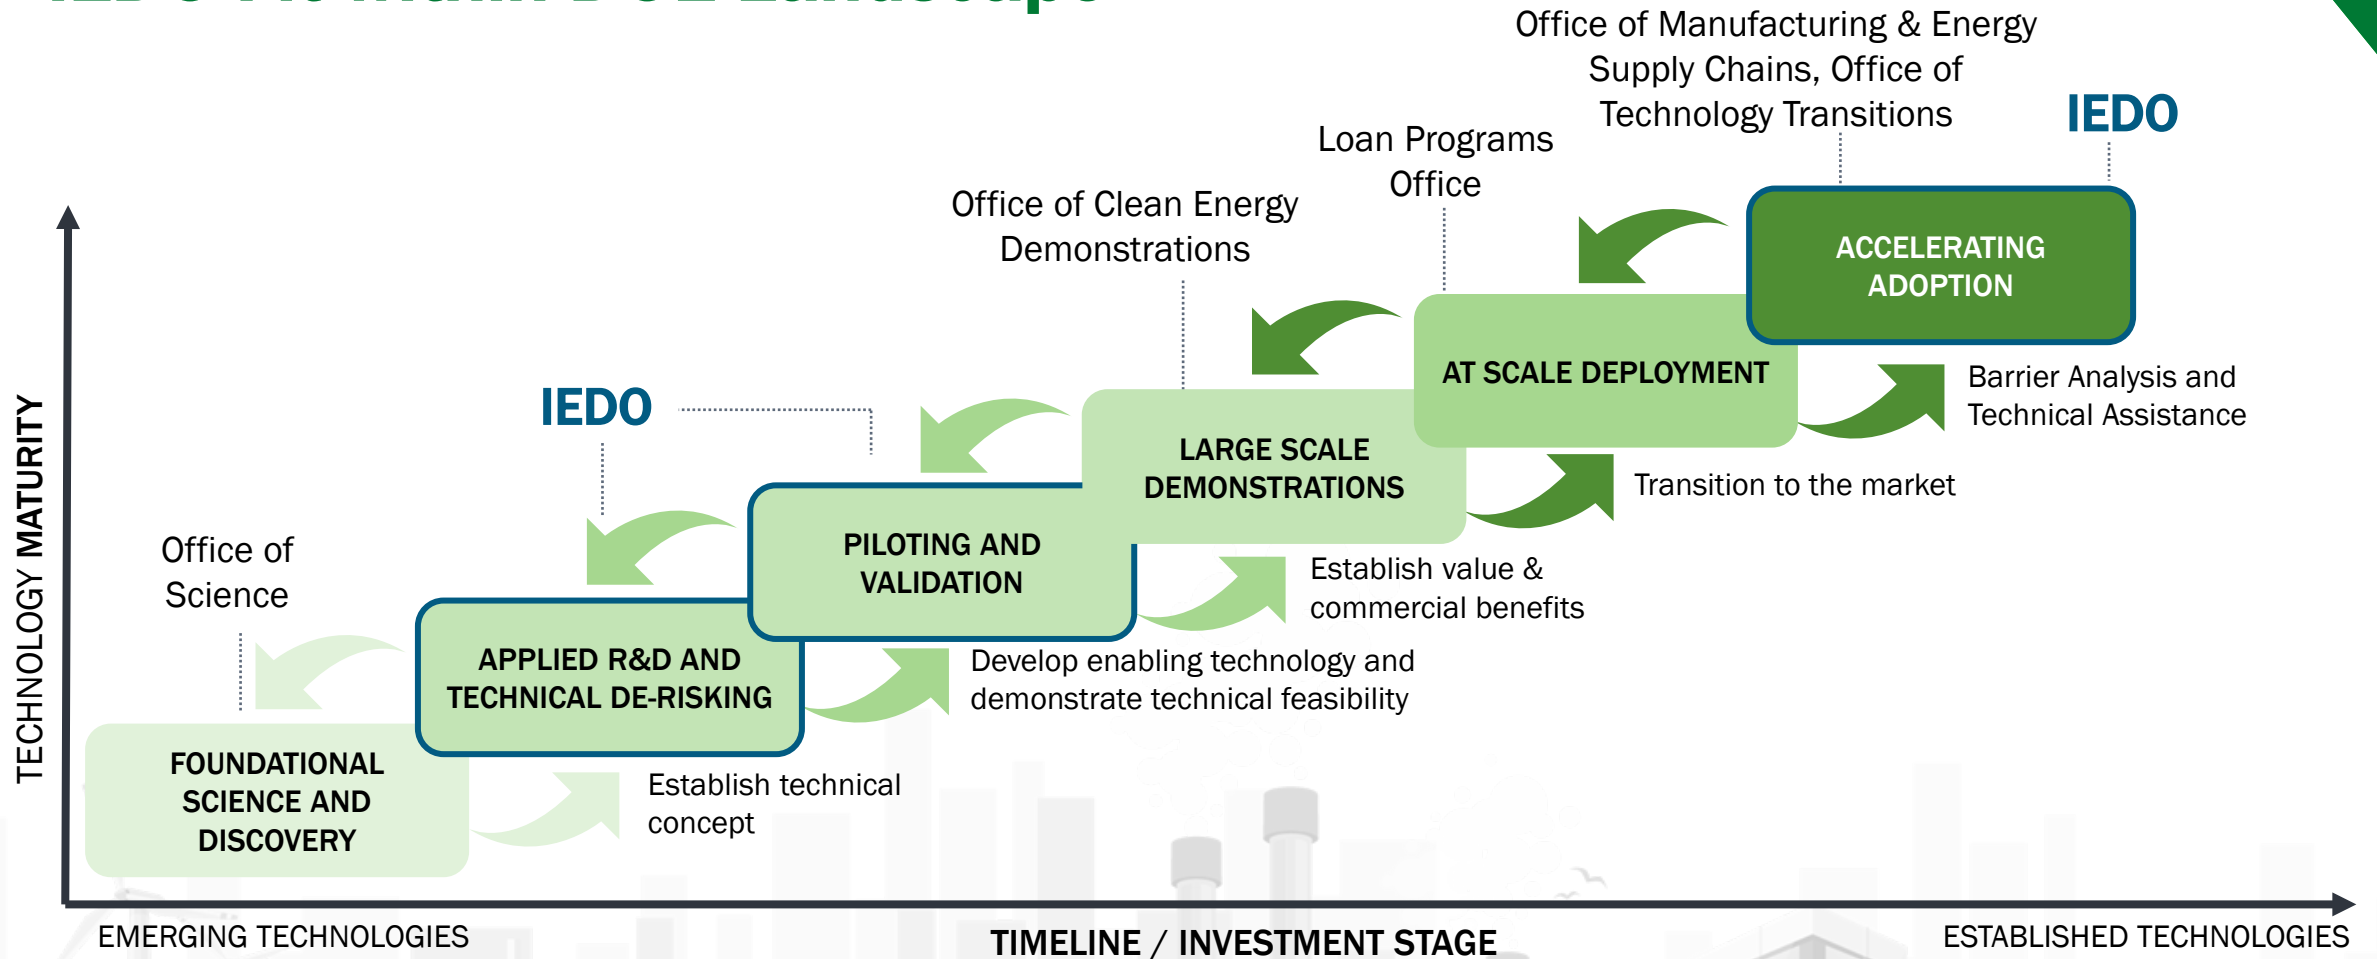 Office of Manufacturing & Energy
Supply Chains, Office of
Technology Transitions
IEDO
Loan Programs
Office
Office of Clean Energy
Demonstrations
ACCELERATING
ADOPTION
AT SCALE DEPLOYMENT
Barrier Analysis and
Technical Assistance
IEDO
LARGE SCALE
DEMONSTRATIONS
Transition to the market
PILOTING AND
VALIDATION
Establish value &
commercial benefits
Office of
Science
APPLIED R&D AND
TECHNICAL DE-RISKING
Develop enabling technology and
demonstrate technical feasibility
FOUNDATIONAL
SCIENCE AND
DISCOVERY
Establish technical
concept
TECHNOLOGY MATURITY
EMERGING TECHNOLOGIES
TIMELINE / INVESTMENT STAGE
ESTABLISHED TECHNOLOGIES